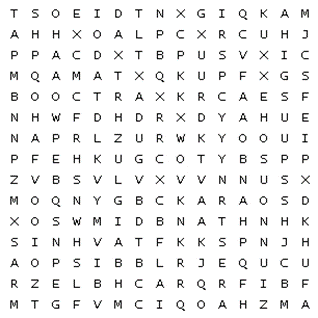 T S O E I D T N X G I Q K A M
A H H X O A L P C X R C U H J
P P A C D X T B P U S V X I C
M Q A M A T X Q K U P F X G S
B O O C T R A X K R C A E S F
N H W F D H D R X D Y A H U E
N A P R L Z U R W K Y O O U I
P F E H K U G C O T Y B S P P
Z V B S V L V X V V N N U S X
M O Q N Y G B C K A R A O S D
X O S W M I D B N A T H N H K
S I N H V A T F K K S P N J H
A O P S I B B L R J E Q U C U
R Z E L B H C A R Q R F I B F
M T G F V M C I Q O A H Z M A